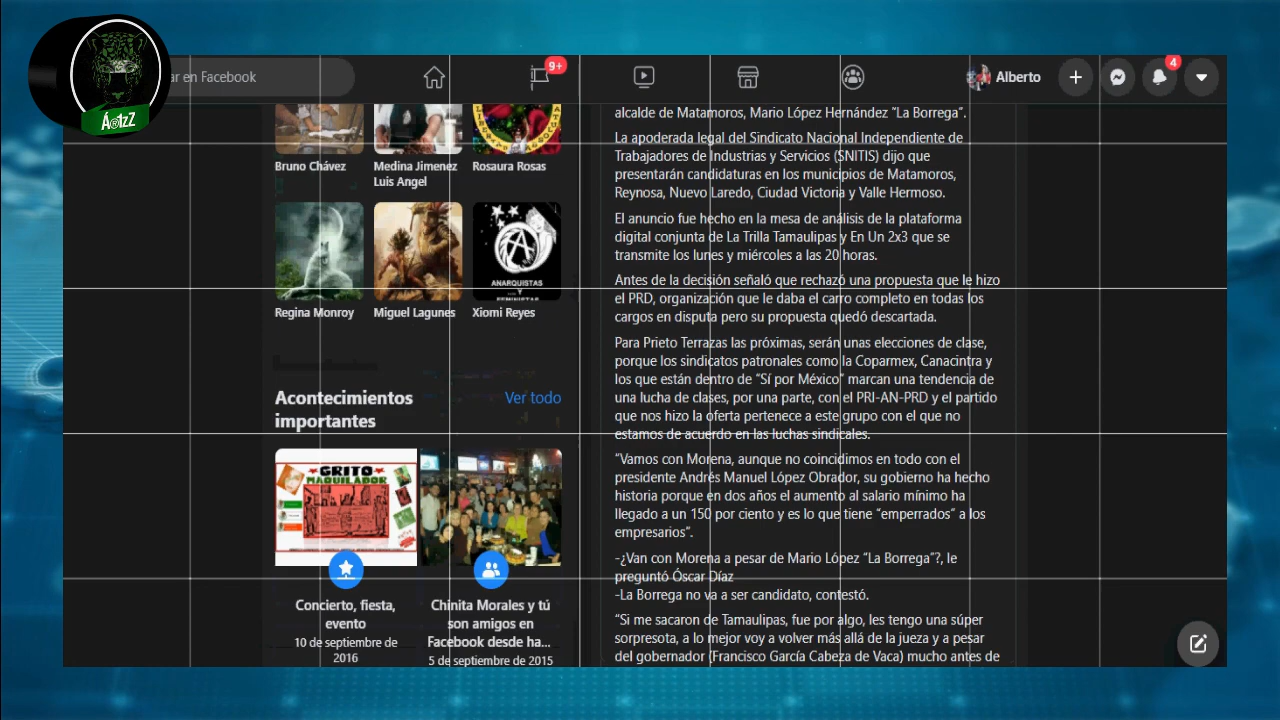 Áo1zZ
ar en Facebook
9+
Alberto
4
Bruno Chávez
Medina Jimenez
Luis Angel
Rosaura Rosas
ANARQUISTAS
Y
FEMINISTAS
Regina Monroy
Miguel Lagunes
Xiomi Reyes
Acontecimientos
importantes
Ver todo
GRITO
MAQUILADOR
Concierto, fiesta,
evento
10 de septiembre de
2016
Chinita Morales y tú
son amigos en
Facebook desde ha...
5 de septiembre de 2015
alcalde de Matamoros, Mario López Hernández “La Borrega”.
La apoderada legal del Sindicato Nacional Independiente de
Trabajadores de Industrias y Servicios (SNITIS) dijo que
presentarán candidaturas en los municipios de Matamoros,
Reynosa, Nuevo Laredo, Ciudad Victoria y Valle Hermoso.
El anuncio fue hecho en la mesa de análisis de la plataforma
digital conjunta de La Trilla Tamaulipas y En Un 2x3 que se
transmite los lunes y miércoles a las 20 horas.
Antes de la decisión señaló que rechazó una propuesta que le hizo
el PRD, organización que le daba el carro completo en todas los
cargos en disputa pero su propuesta quedó descartada.
Para Prieto Terrazas las próximas, serán unas elecciones de clase,
porque los sindicatos patronales como la Coparmex, Canacintra y
los que están dentro de “Sí por México” marcan una tendencia de
una lucha de clases, por una parte, con el PRI-AN-PRD y el partido
que nos hizo la oferta pertenece a este grupo con el que no
estamos de acuerdo en las luchas sindicales.
“Vamos con Morena, aunque no coincidimos en todo con el
presidente Andrés Manuel López Obrador, su gobierno ha hecho
historia porque en dos años el aumento al salario mínimo ha
llegado a un 150 por ciento y es lo que tiene “emperrados” a los
empresarios”.
-¿Van con Morena a pesar de Mario López “La Borrega”?, le
preguntó Óscar Díaz
-La Borrega no va a ser candidato, contestó.
“Si me sacaron de Tamaulipas, fue por algo, les tengo una súper
sorpresota, a lo mejor voy a volver más allá de la jueza y a pesar
del gobernador (Francisco García Cabeza de Vaca) mucho antes de